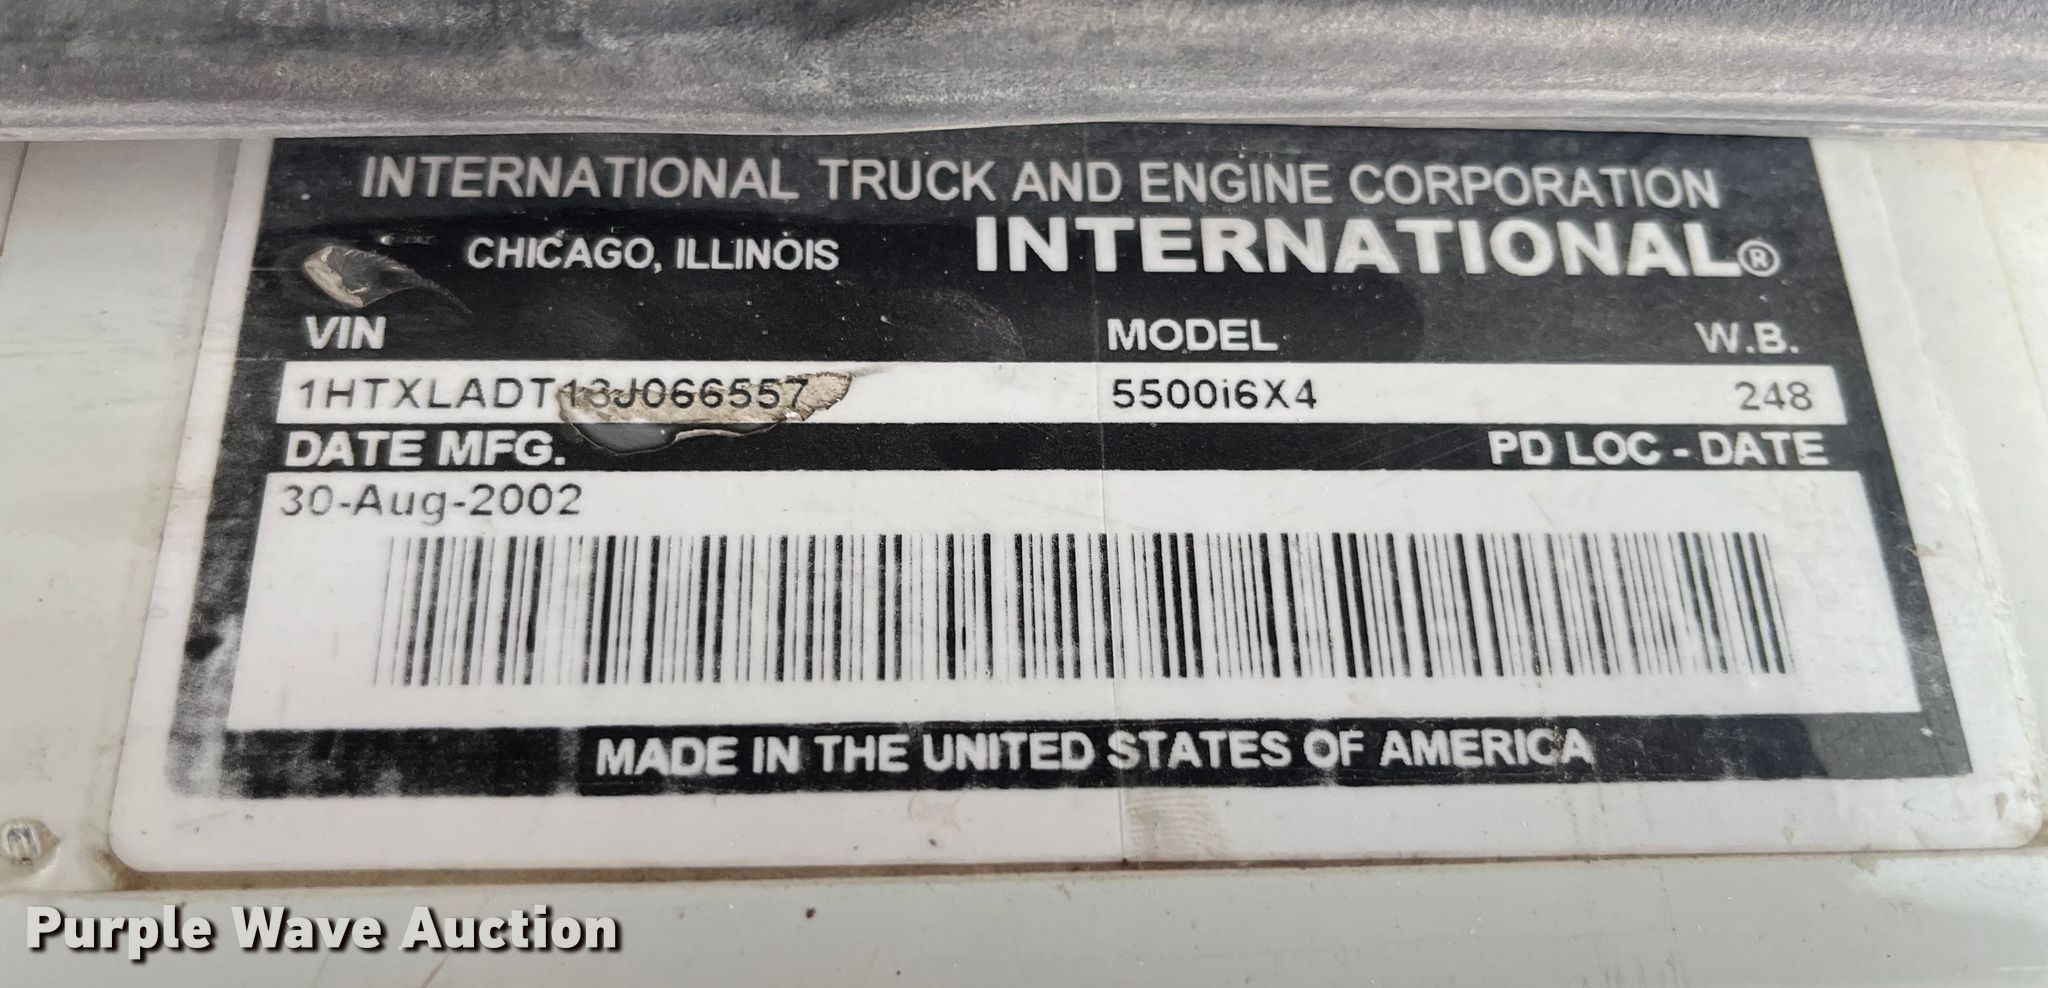 INTERNATIONAL TRUCK AND ENGINE CORPORATION
CHICAGO, ILLINOIS INTERNATIONAL®
VIN MODEL W.B.
1HTXLADT13J066557 5500i6X4 248
DATE MFG. PD LOC - DATE
30-Aug-2002
MADE IN THE UNITED STATES OF AMERICA
Purple Wave Auction